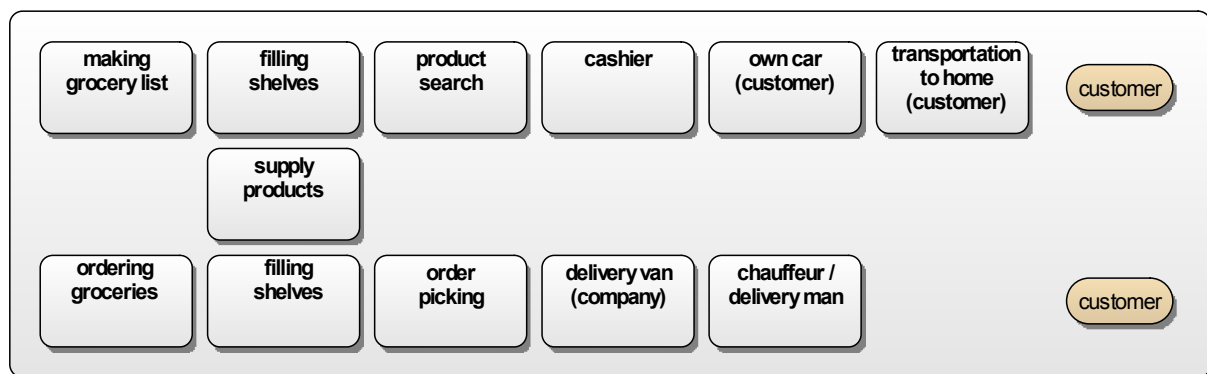 making
grocery list
filling
shelves
product
search
cashier
own car
(customer)
transportation
to home
(customer)
customer
supply
products
ordering
groceries
filling
shelves
order
picking
delivery van
(company)
chauffeur /
delivery man
customer